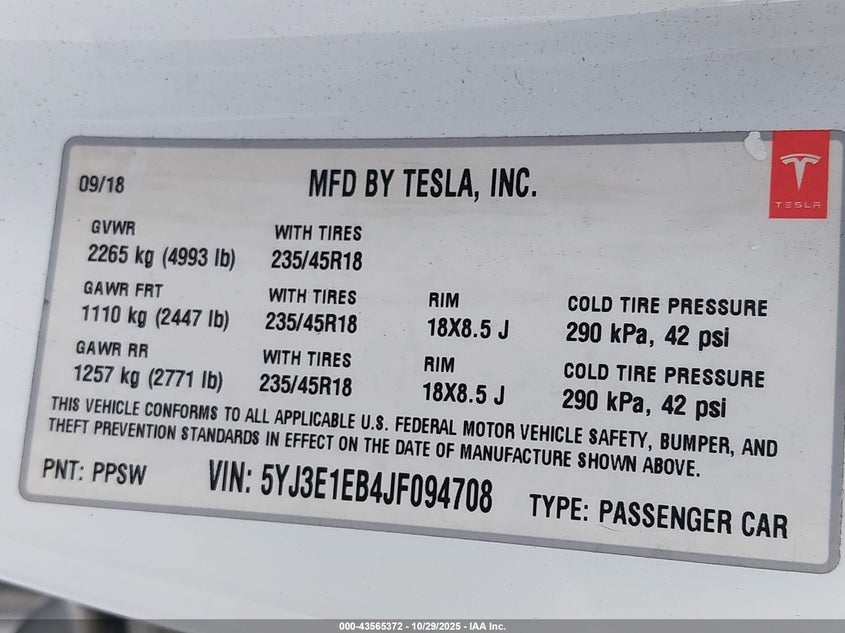 09/18
MFD BY TESLA, INC.
TESLA
GVWR
2265 kg (4993 lb)
WITH TIRES
235/45R18
GAWR FRT
1110 kg (2447 lb)
WITH TIRES
235/45R18
RIM
18X8.5 J
COLD TIRE PRESSURE
290 kPa, 42 psi
GAWR RR
1257 kg (2771 lb)
WITH TIRES
235/45R18
RIM
18X8.5 J
COLD TIRE PRESSURE
290 kPa, 42 psi
THIS VEHICLE CONFORMS TO ALL APPLICABLE U.S. FEDERAL MOTOR VEHICLE SAFETY, BUMPER, AND
THEFT PREVENTION STANDARDS IN EFFECT ON THE DATE OF MANUFACTURE SHOWN ABOVE.
PNT: PPSW
VIN: 5YJ3E1EB4JF094708
TYPE: PASSENGER CAR
000-43565372 - 10/29/2025 - IAA Inc.